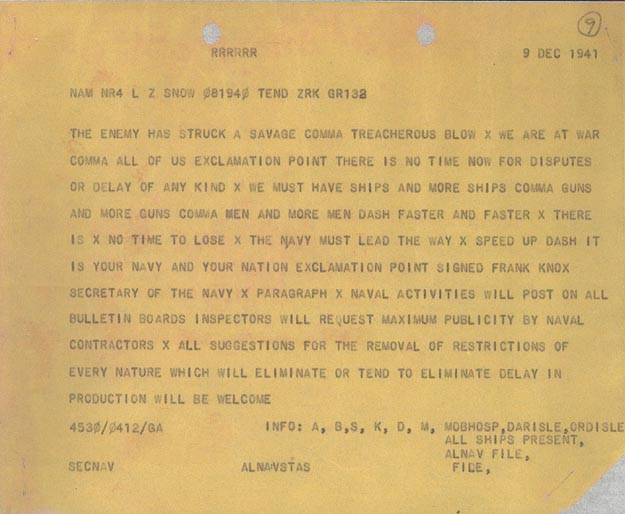 9
RRRRRR 9 DEC 1941
NAM NR4 L Z SNOW Ø8194Ø TEND ZRK GR132
THE ENEMY HAS STRUCK A SAVAGE COMMA TREACHEROUS BLOW X WE ARE AT WAR
COMMA ALL OF US EXCLAMATION POINT THERE IS NO TIME NOW FOR DISPUTES
OR DELAY OF ANY KIND X WE MUST HAVE SHIPS AND MORE SHIPS COMMA GUNS
AND MORE GUNS COMMA MEN AND MORE MEN DASH FASTER AND FASTER X THERE
IS X NO TIME TO LOSE X THE NAVY MUST LEAD THE WAY X SPEED UP DASH IT
IS YOUR NAVY AND YOUR NATION EXCLAMATION POINT SIGNED FRANK KNOX
SECRETARY OF THE NAVY X PARAGRAPH X NAVAL ACTIVITIES WILL POST ON ALL
BULLETIN BOARDS INSPECTORS WILL REQUEST MAXIMUM PUBLICITY BY NAVAL
CONTRACTORS X ALL SUGGESTIONS FOR THE REMOVAL OF RESTRICTIONS OF
EVERY NATURE WHICH WILL ELIMINATE OR TEND TO ELIMINATE DELAY IN
PRODUCTION WILL BE WELCOME
453Ø/Ø412/GA INFO: A, B,S, K, D, M, MOBHOSP,DARISLE,ORDISLE
ALL SHIPS PRESENT,
ALNAV FILE,
SECNAV ALNAVSTAS FILE,